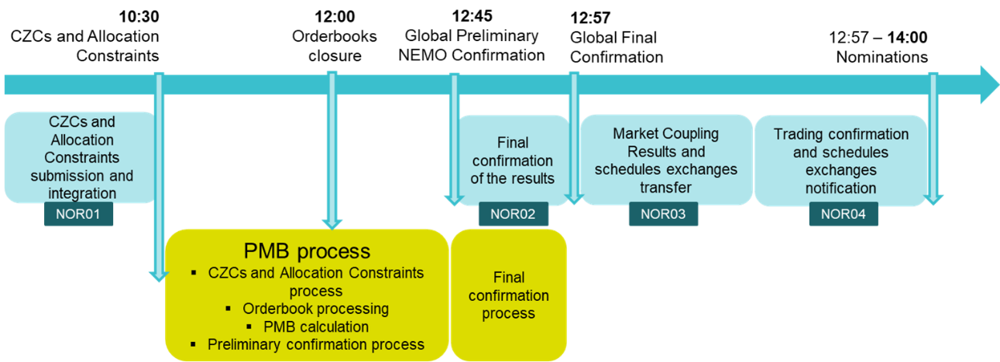 10:30
CZCs and Allocation
Constraints
12:00
Orderbooks
closure
12:45
Global Preliminary
NEMO Confirmation
12:57
Global Final
Confirmation
12:57 – 14:00
Nominations
CZCs and
Allocation
Constraints
submission and
integration
NOR01
Final
confirmation
of the results
NOR02
Market Coupling
Results and
schedules exchanges
transfer
NOR03
Trading confirmation
and schedules
exchanges
notification
NOR04
PMB process
▪ CZCs and Allocation Constraints
process
▪ Orderbook processing
▪ PMB calculation
▪ Preliminary confirmation process
Final
confirmation
process